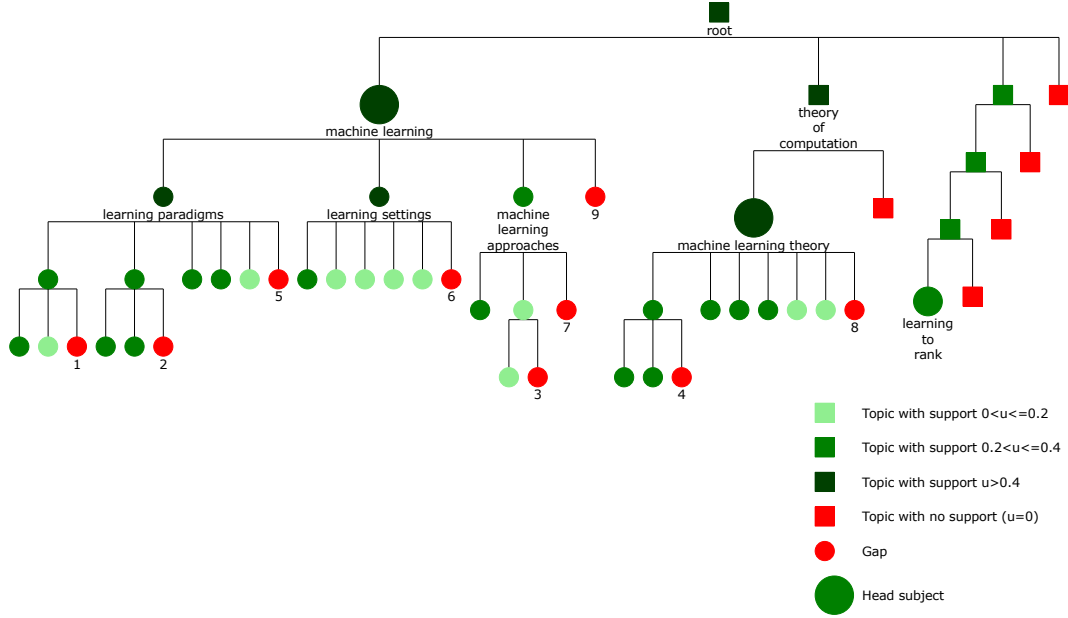 root
machine learning
theory
of
computation
learning paradigms
learning settings
machine
learning
approaches
9
machine learning theory
5
6
7
8
learning
to
rank
1
2
3
4
Topic with support 0<u<=0.2
Topic with support 0.2<u<=0.4
Topic with support u>0.4
Topic with no support (u=0)
Gap
Head subject